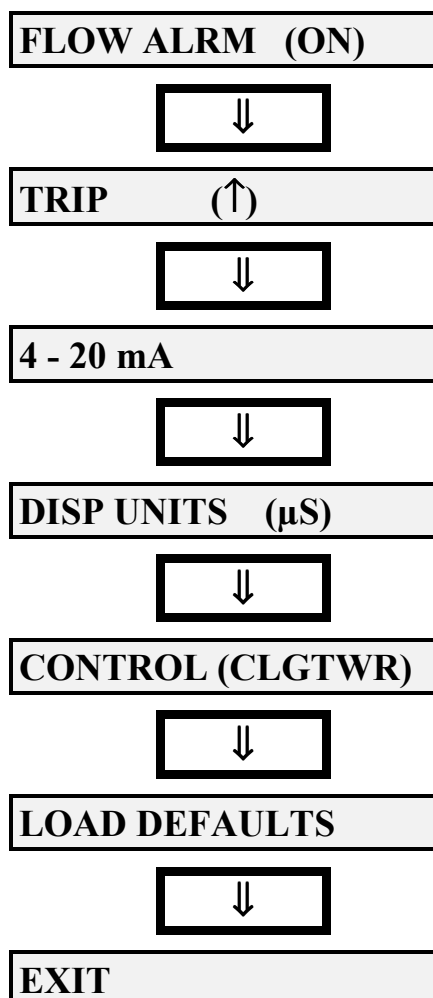 FLOW ALRM (ON)
⇓
TRIP (↑)
⇓
4 - 20 mA
⇓
DISP UNITS (µS)
⇓
CONTROL (CLGTWR)
⇓
LOAD DEFAULTS
⇓
EXIT